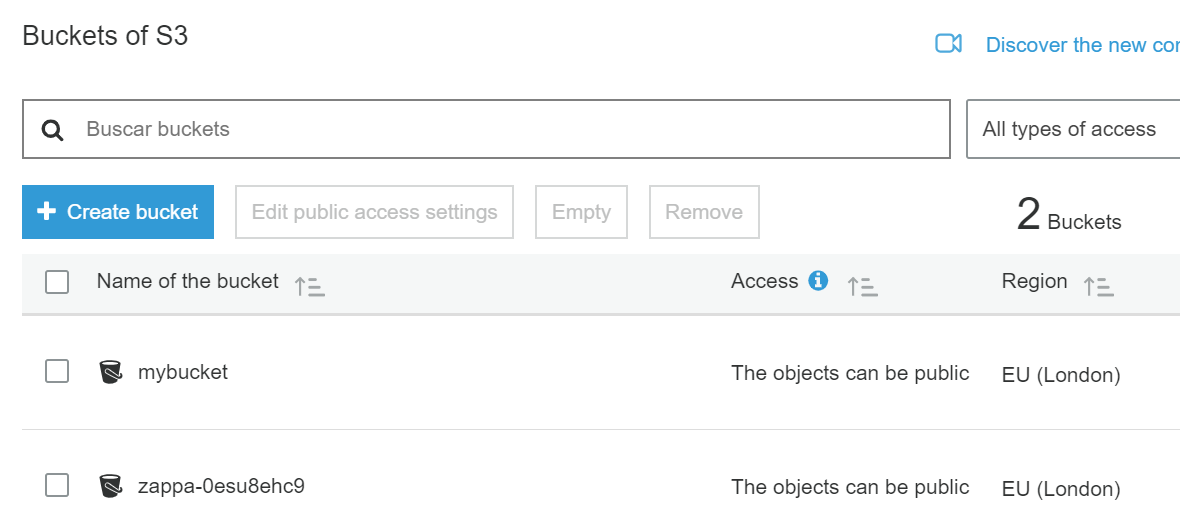 Buckets of S3
Discover the new cor
Buscar buckets
All types of access
Create bucket
Edit public access settings
Empty
Remove
2 Buckets
Name of the bucket
Access
Region
mybucket
The objects can be public
EU (London)
zappa-0esu8ehc9
The objects can be public
EU (London)